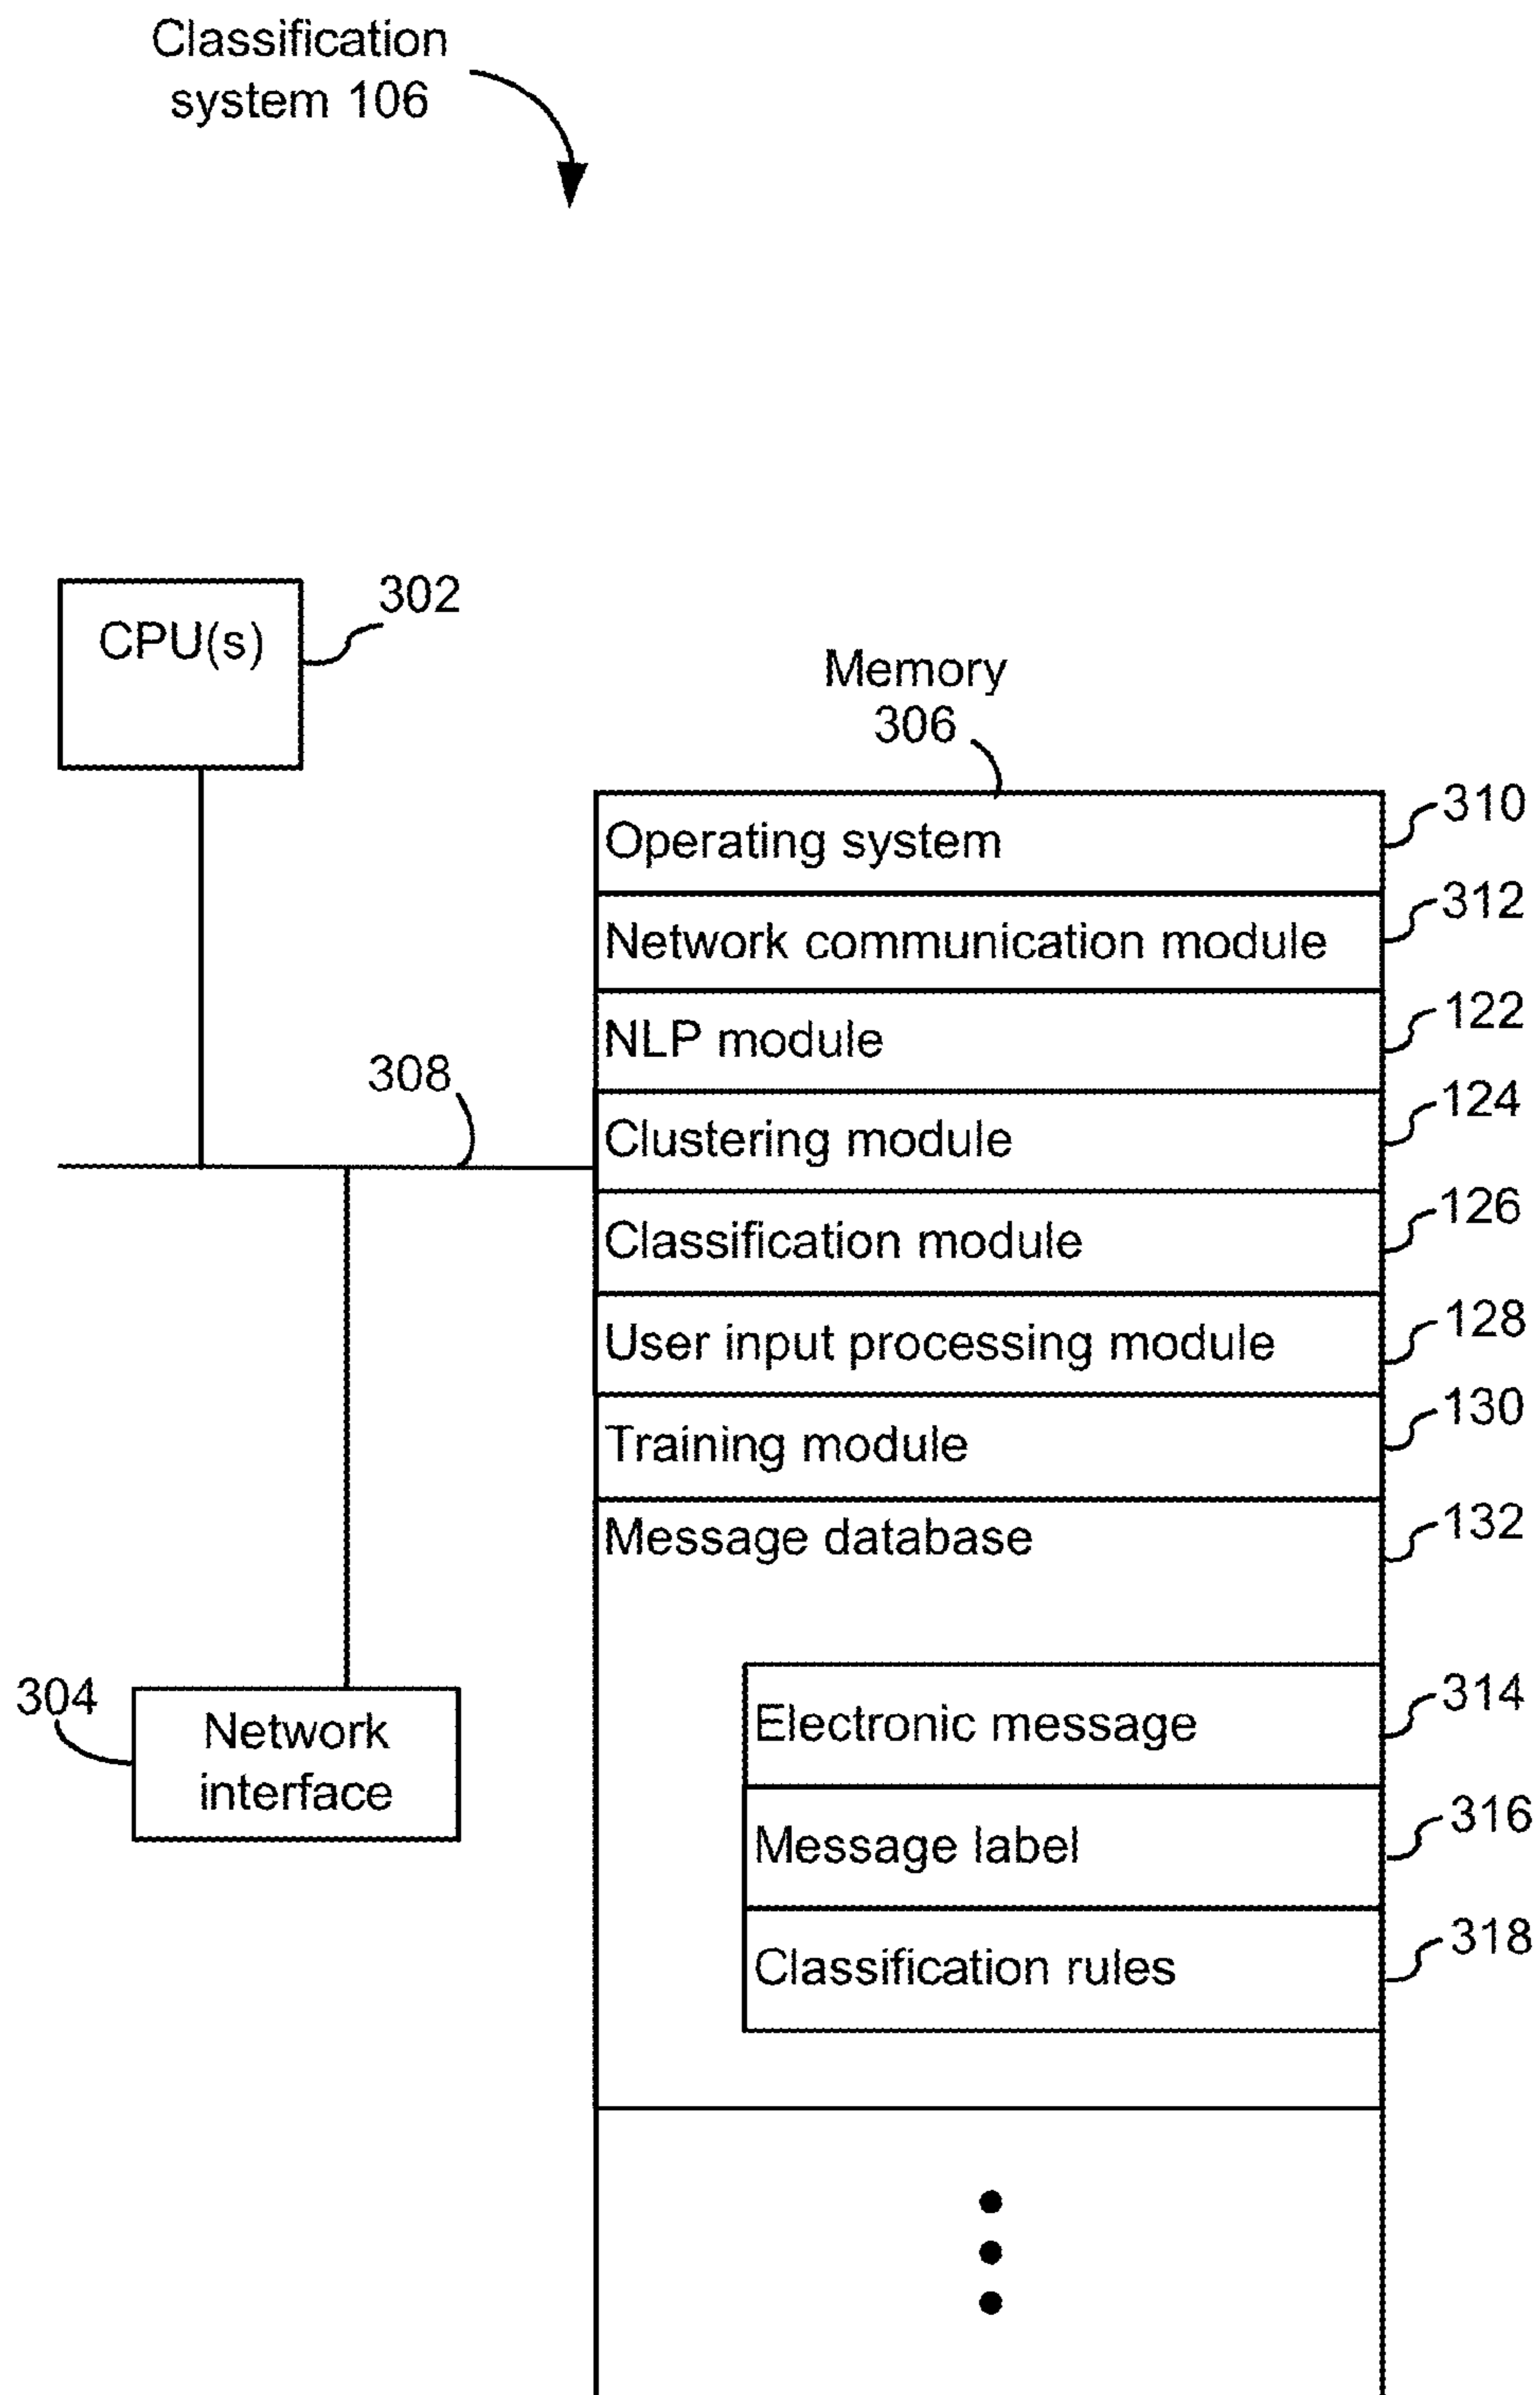 Classification
system 106
CPU(s)
302
Memory
306
Operating system
310
Network communication module
312
NLP module
122
308
Clustering module
124
Classification module
126
User input processing module
128
Training module
130
Message database
132
304
Network
interface
Electronic message
314
Message label
316
Classification rules
318